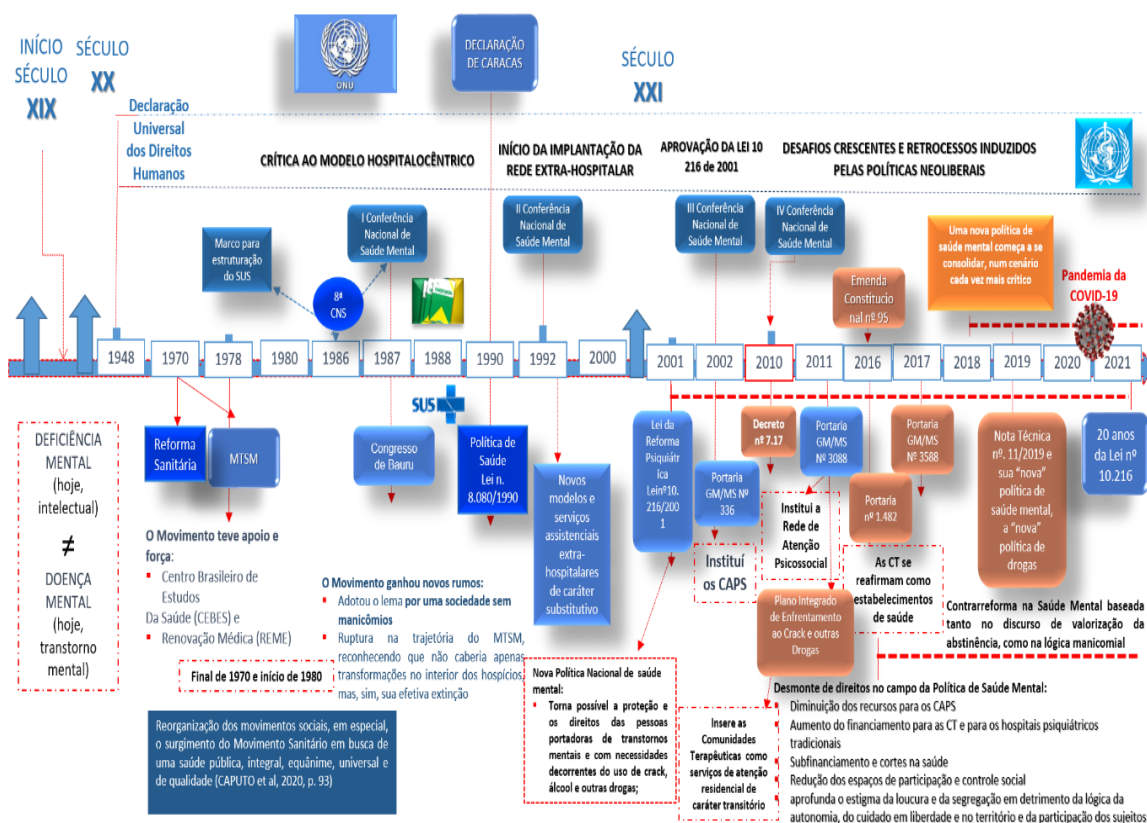 INÍCIO
SÉCULO
XIX
SÉCULO
XX
ONU
DECLARAÇÃO
DE CARACAS
SÉCULO
XXI
Declaração
Universal
dos Direitos
Humanos
CRÍTICA AO MODELO HOSPITALOCÊNTRICO
INÍCIO DA IMPLANTAÇÃO DA
REDE EXTRA-HOSPITALAR
APROVAÇÃO DA LEI 10
216 de 2001
DESAFIOS CRESCENTES E RETROCESSOS INDUZIDOS
PELAS POLÍTICAS NEOLIBERAIS
Marco para
estruturação
do SUS
8ª
CNS
I Conferência
Nacional de
Saúde Mental
II Conferência
Nacional de
Saúde Mental
III Conferência
Nacional de
Saúde Mental
IV Conferência
Nacional de
Saúde Mental
Emenda
Constitucio
nal nº 95
Uma nova política de
saúde mental começa a se
consolidar, num cenário
cada vez mais crítico
Pandemia da
COVID-19
1948
1970
1978
1980
1986
1987
1988
1990
1992
2000
2001
2002
2010
2011
2016
2017
2018
2019
2020
2021
DEFICIÊNCIA
MENTAL
(hoje,
intelectual)
≠
DOENÇA
MENTAL
(hoje,
transtorno
mental)
Reforma
Sanitária
MTSM
SUS
Congresso
de Bauru
Política de
Saúde
Lei n.
8.080/1990
Novos
modelos e
serviços
assistenciais
extra-
hospitalares
de caráter
substitutivo
Lei da
Reforma
Psiquiátr
ica
Leinº10.
216/200
1
Portaria
GM/MS Nº
336
Instituí
os CAPS
Decreto
nº 7.17
Portaria
GM/MS
Nº 3088
Institui a
Rede de
Atenção
Psicossocial
Portaria
nº 1.482
Portaria
GM/MS
Nº 3588
As CT se
reafirmam como
estabelecimentos
de saúde
Nota Técnica
nº. 11/2019 e
sua “nova”
política de
saúde mental,
a “nova”
política de
drogas
20 anos
da Lei nº
10.216
O Movimento teve apoio e
força:
Centro Brasileiro de
Estudos
Da Saúde (CEBES) e
Renovação Médica (REME)
O Movimento ganhou novos rumos:
Adotou o lema por uma sociedade sem
manicômios
Ruptura na trajetória do MTSM,
reconhecendo que não caberia apenas
transformações no interior dos hospícios,
mas, sim, sua efetiva extinção
Final de 1970 e início de 1980
Reorganização dos movimentos sociais, em especial,
o surgimento do Movimento Sanitário em busca de
uma saúde pública, integral, equânime, universal e
de qualidade (CAPUTO et al, 2020, p. 93)
Nova Política Nacional de saúde
mental:
Torna possível a proteção e
os direitos das pessoas
portadoras de transtornos
mentais e com necessidades
decorrentes do uso de crack,
álcool e outras drogas;
Plano Integrado
de Enfrentamento
ao Crack e outras
Drogas
Insere as
Comunidades
Terapêuticas como
serviços de atenção
residencial de
caráter transitório
Contrarreforma na Saúde Mental baseada
tanto no discurso de valorização da
abstinência, como na lógica manicomial
Desmonte de direitos no campo da Política de Saúde Mental:
Diminuição dos recursos para os CAPS
Aumento do financiamento para as CT e para os hospitais psiquiátricos
tradicionais
Subfinanciamento e cortes na saúde
Redução dos espaços de participação e controle social
aprofunda o estigma da loucura e da segregação em detrimento da lógica da
autonomia, do cuidado em liberdade e no território e da participação dos sujeitos